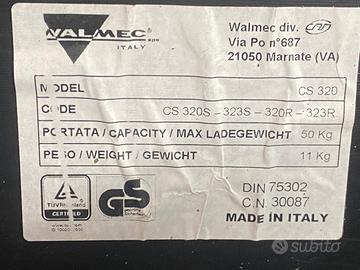 WALMEC SPA
ITALY
Walmec div. CAR
Via Po n°687
21050 Marnate (VA)
MODEL CS 320
CODE CS 320S - 323S - 320R - 323R
PORTATA / CAPACITY / MAX LADEGEWICHT 50 Kg
PESO / WEIGHT / GEWICHT 11 Kg
TÜVRheinland
CERTIFIED
GS
DIN 75302
C.N. 30087
MADE IN ITALY
subito